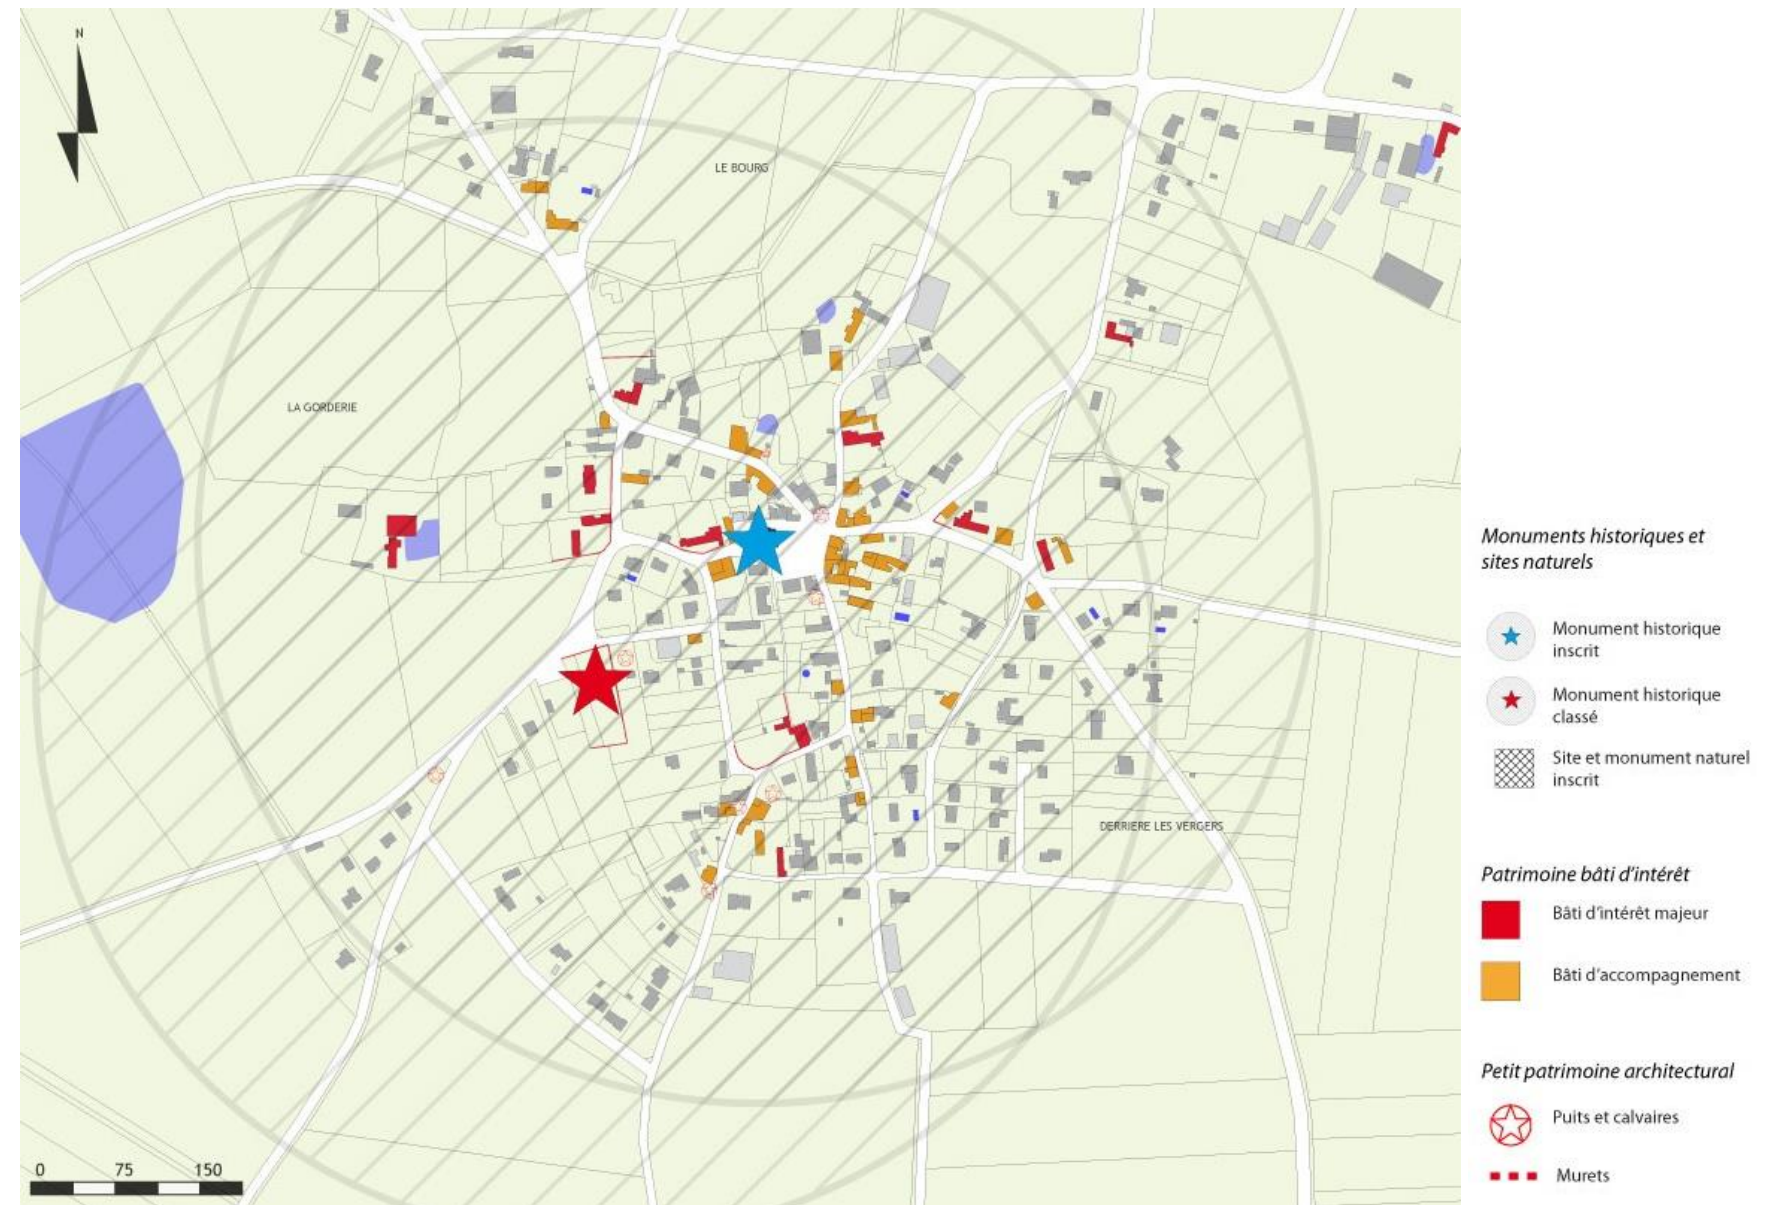 N
LE BOURG
LA GORDERIE
DERRIERE LES VERGERS
0 75 150
Monuments historiques et
sites naturels
Monument historique
inscrit
Monument historique
classé
Site et monument naturel
inscrit
Patrimoine bâti d'intérêt
Bâti d'intérêt majeur
Bâti d'accompagnement
Petit patrimoine architectural
Puits et calvaires
Murets